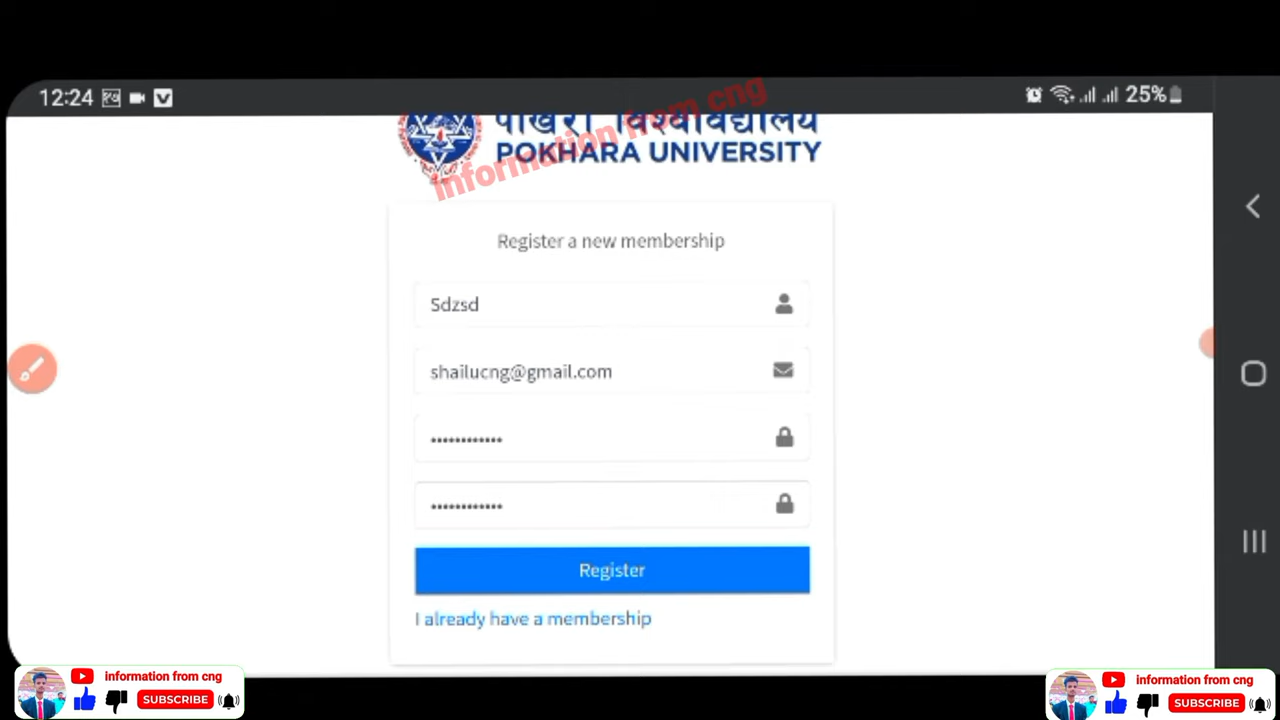 12:24
25%
पोखरा विश्वविद्यालय
POKHARA UNIVERSITY
information from cng
Register a new membership
Sdzsd
shailucng@gmail.com
••••••••••••
••••••••••••
Register
I already have a membership
information from cng
SUBSCRIBE
information from cng
SUBSCRIBE